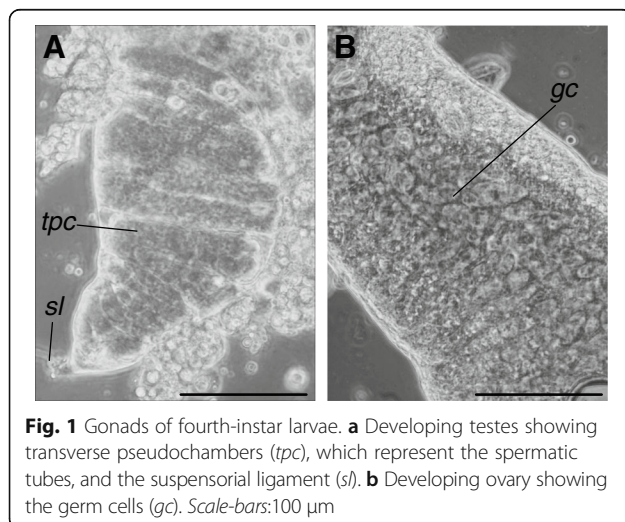 A
B
gc
tpc
sl
Fig. 1 Gonads of fourth-instar larvae. a Developing testes showing
transverse pseudochambers (tpc), which represent the spermatic
tubes, and the suspensorial ligament (sl). b Developing ovary showing
the germ cells (gc). Scale-bars:100 μm